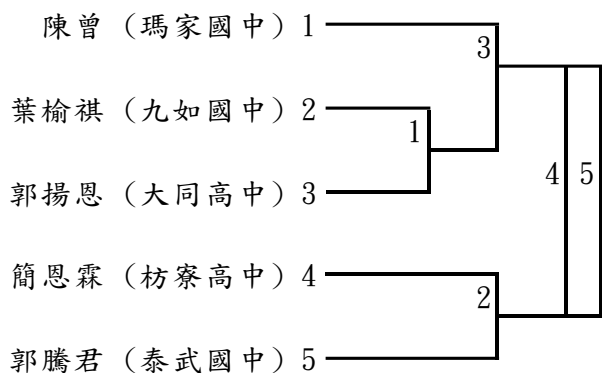 陳曾（瑪家國中）1
3
葉榆祺（九如國中）2
1
郭揚恩（大同高中）3
4 5
簡恩霖（枋寮高中）4
2
郭騰君（泰武國中）5